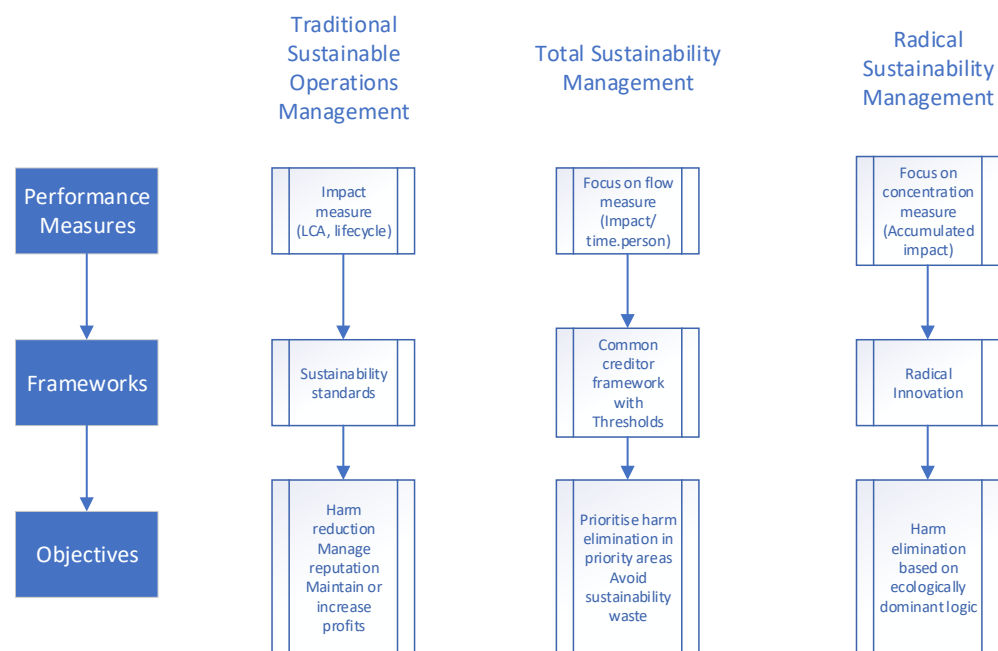 Traditional
Sustainable
Operations
Management
Total Sustainability
Management
Radical
Sustainability
Management
Performance
Measures
Impact
measure
(LCA, lifecycle)
Focus on flow
measure
(Impact/
time.person)
Focus on
concentration
measure
(Accumulated
impact)
Frameworks
Sustainability
standards
Common
creditor
framework
with
Thresholds
Radical
Innovation
Objectives
Harm
reduction
Manage
reputation
Maintain or
increase
profits
Prioritise harm
elimination in
priority areas
Avoid
sustainability
waste
Harm
elimination
based on
ecologically
dominant logic